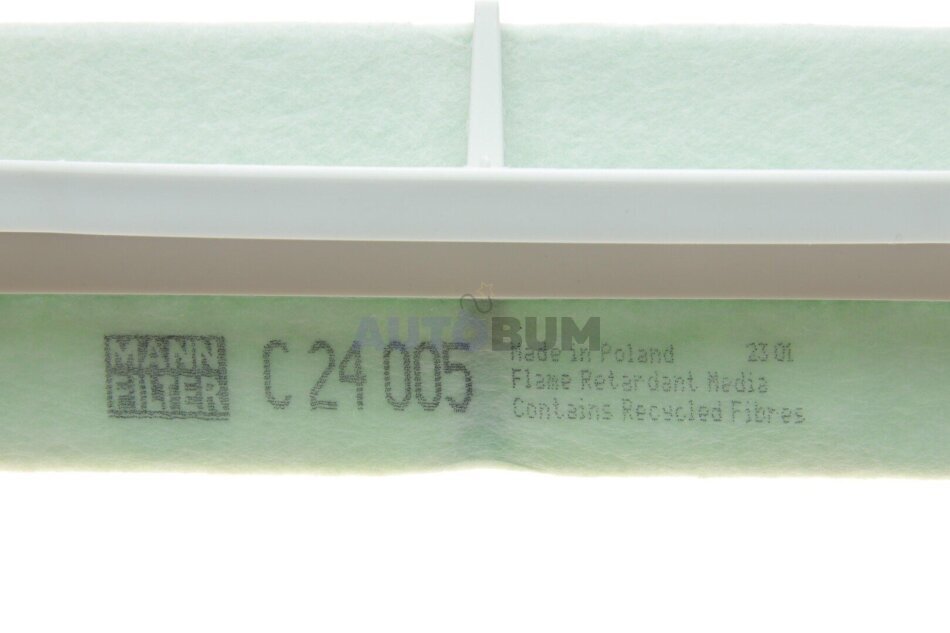 AUTOBUM
MANN
FILTER
C 24 005
Made in Poland 23 01
Flame Retardant Media
Contains Recycled Fibres